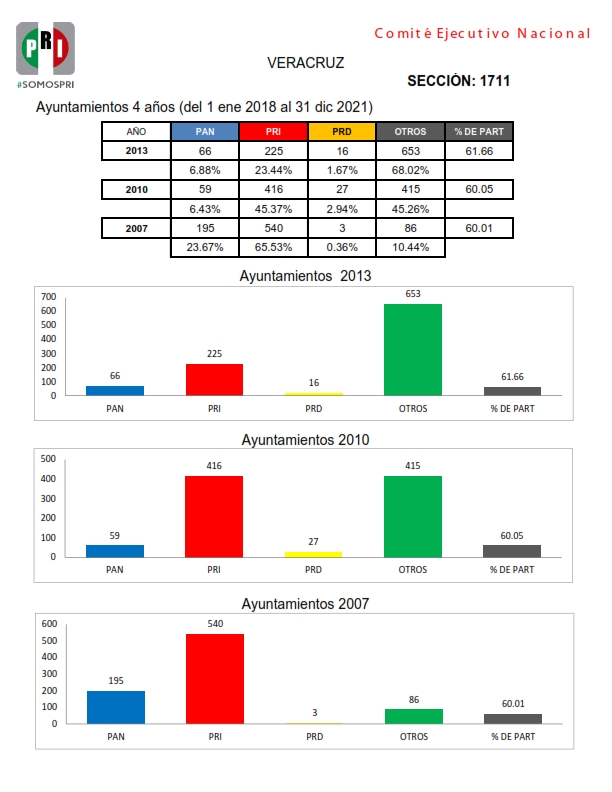 Comité Ejecutivo Nacional
PRI
#SOMOSPRI
VERACRUZ
SECCIÓN: 1711
Ayuntamientos 4 años (del 1 ene 2018 al 31 dic 2021)
AÑO PAN PRI PRD OTROS % DE PART
2013 66 225 16 653 61.66
6.88% 23.44% 1.67% 68.02%
2010 59 416 27 415 60.05
6.43% 45.37% 2.94% 45.26%
2007 195 540 3 86 60.01
23.67% 65.53% 0.36% 10.44%
Ayuntamientos 2013
700
600
500
400
300
200
100
0
66 225 16 653 61.66
PAN PRI PRD OTROS % DE PART
Ayuntamientos 2010
500
400
300
200
100
0
59 416 27 415 60.05
PAN PRI PRD OTROS % DE PART
Ayuntamientos 2007
600
500
400
300
200
100
0
195 540 3 86 60.01
PAN PRI PRD OTROS % DE PART